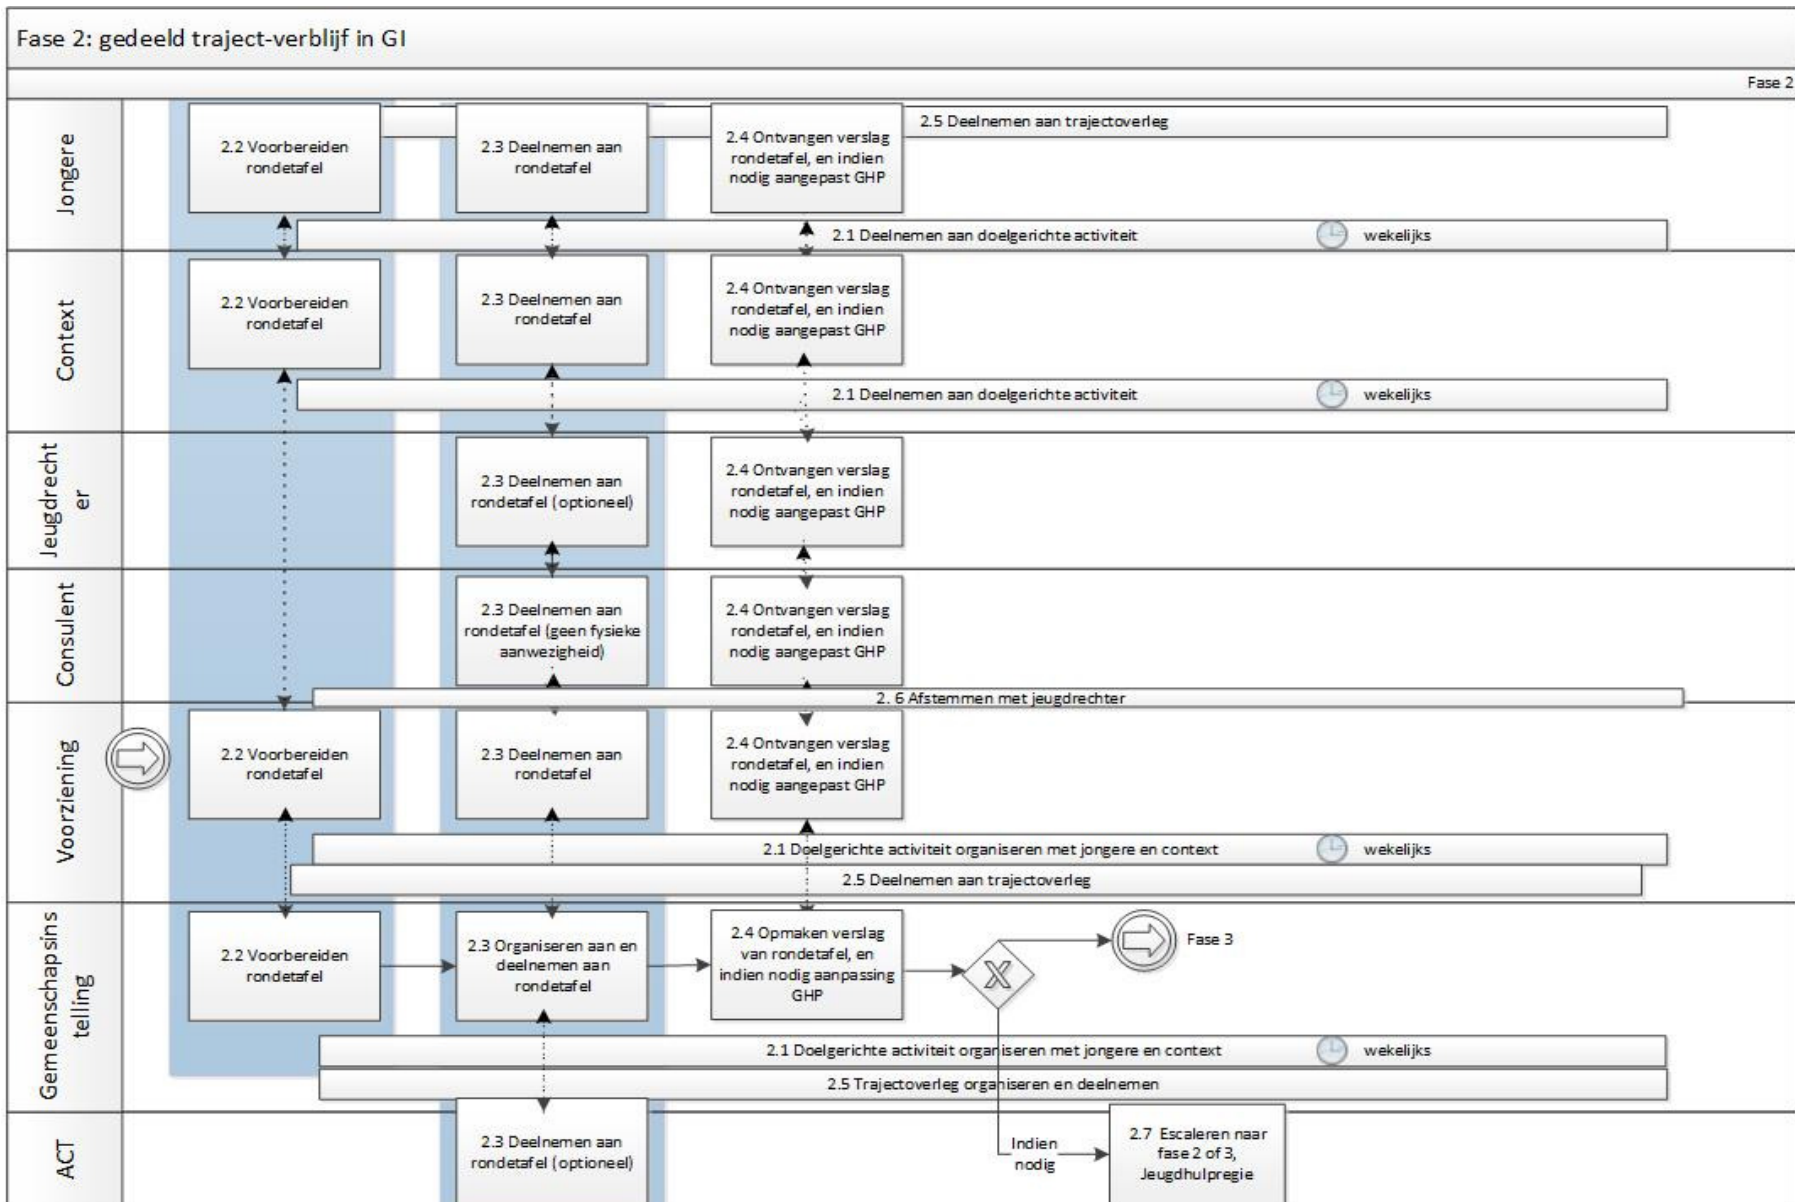 Fase 2: gedeeld traject-verblijf in GI
Fase 2
Jongere
2.2 Voorbereiden
rondetafel
2.3 Deelnemen aan
rondetafel
2.4 Ontvangen verslag
rondetafel, en indien
nodig aangepast GHP
2.5 Deelnemen aan trajectoverleg
2.1 Deelnemen aan doelgerichte activiteit
wekelijks
Context
2.2 Voorbereiden
rondetafel
2.3 Deelnemen aan
rondetafel
2.4 Ontvangen verslag
rondetafel, en indien
nodig aangepast GHP
2.1 Deelnemen aan doelgerichte activiteit
wekelijks
Jeugdrecht
er
2.3 Deelnemen aan
rondetafel (optioneel)
2.4 Ontvangen verslag
rondetafel, en indien
nodig aangepast GHP
Consulent
2.3 Deelnemen aan
rondetafel (geen fysieke
aanwezigheid)
2.4 Ontvangen verslag
rondetafel, en indien
nodig aangepast GHP
2. 6 Afstemmen met jeugdrechter
Voorziening
2.2 Voorbereiden
rondetafel
2.3 Deelnemen aan
rondetafel
2.4 Ontvangen verslag
rondetafel, en indien
nodig aangepast GHP
2.1 Doelgerichte activiteit organiseren met jongere en context
wekelijks
2.5 Deelnemen aan trajectoverleg
Gemeenschapsins
telling
2.2 Voorbereiden
rondetafel
2.3 Organiseren aan en
deelnemen aan
rondetafel
2.4 Opmaken verslag
van rondetafel, en
indien nodig aanpassing
GHP
X
Fase 3
2.1 Doelgerichte activiteit organiseren met jongere en context
wekelijks
2.5 Trajectoverleg organiseren en deelnemen
ACT
2.3 Deelnemen aan
rondetafel (optioneel)
Indien
nodig
2.7 Escaleren naar
fase 2 of 3,
Jeugdhulpregie